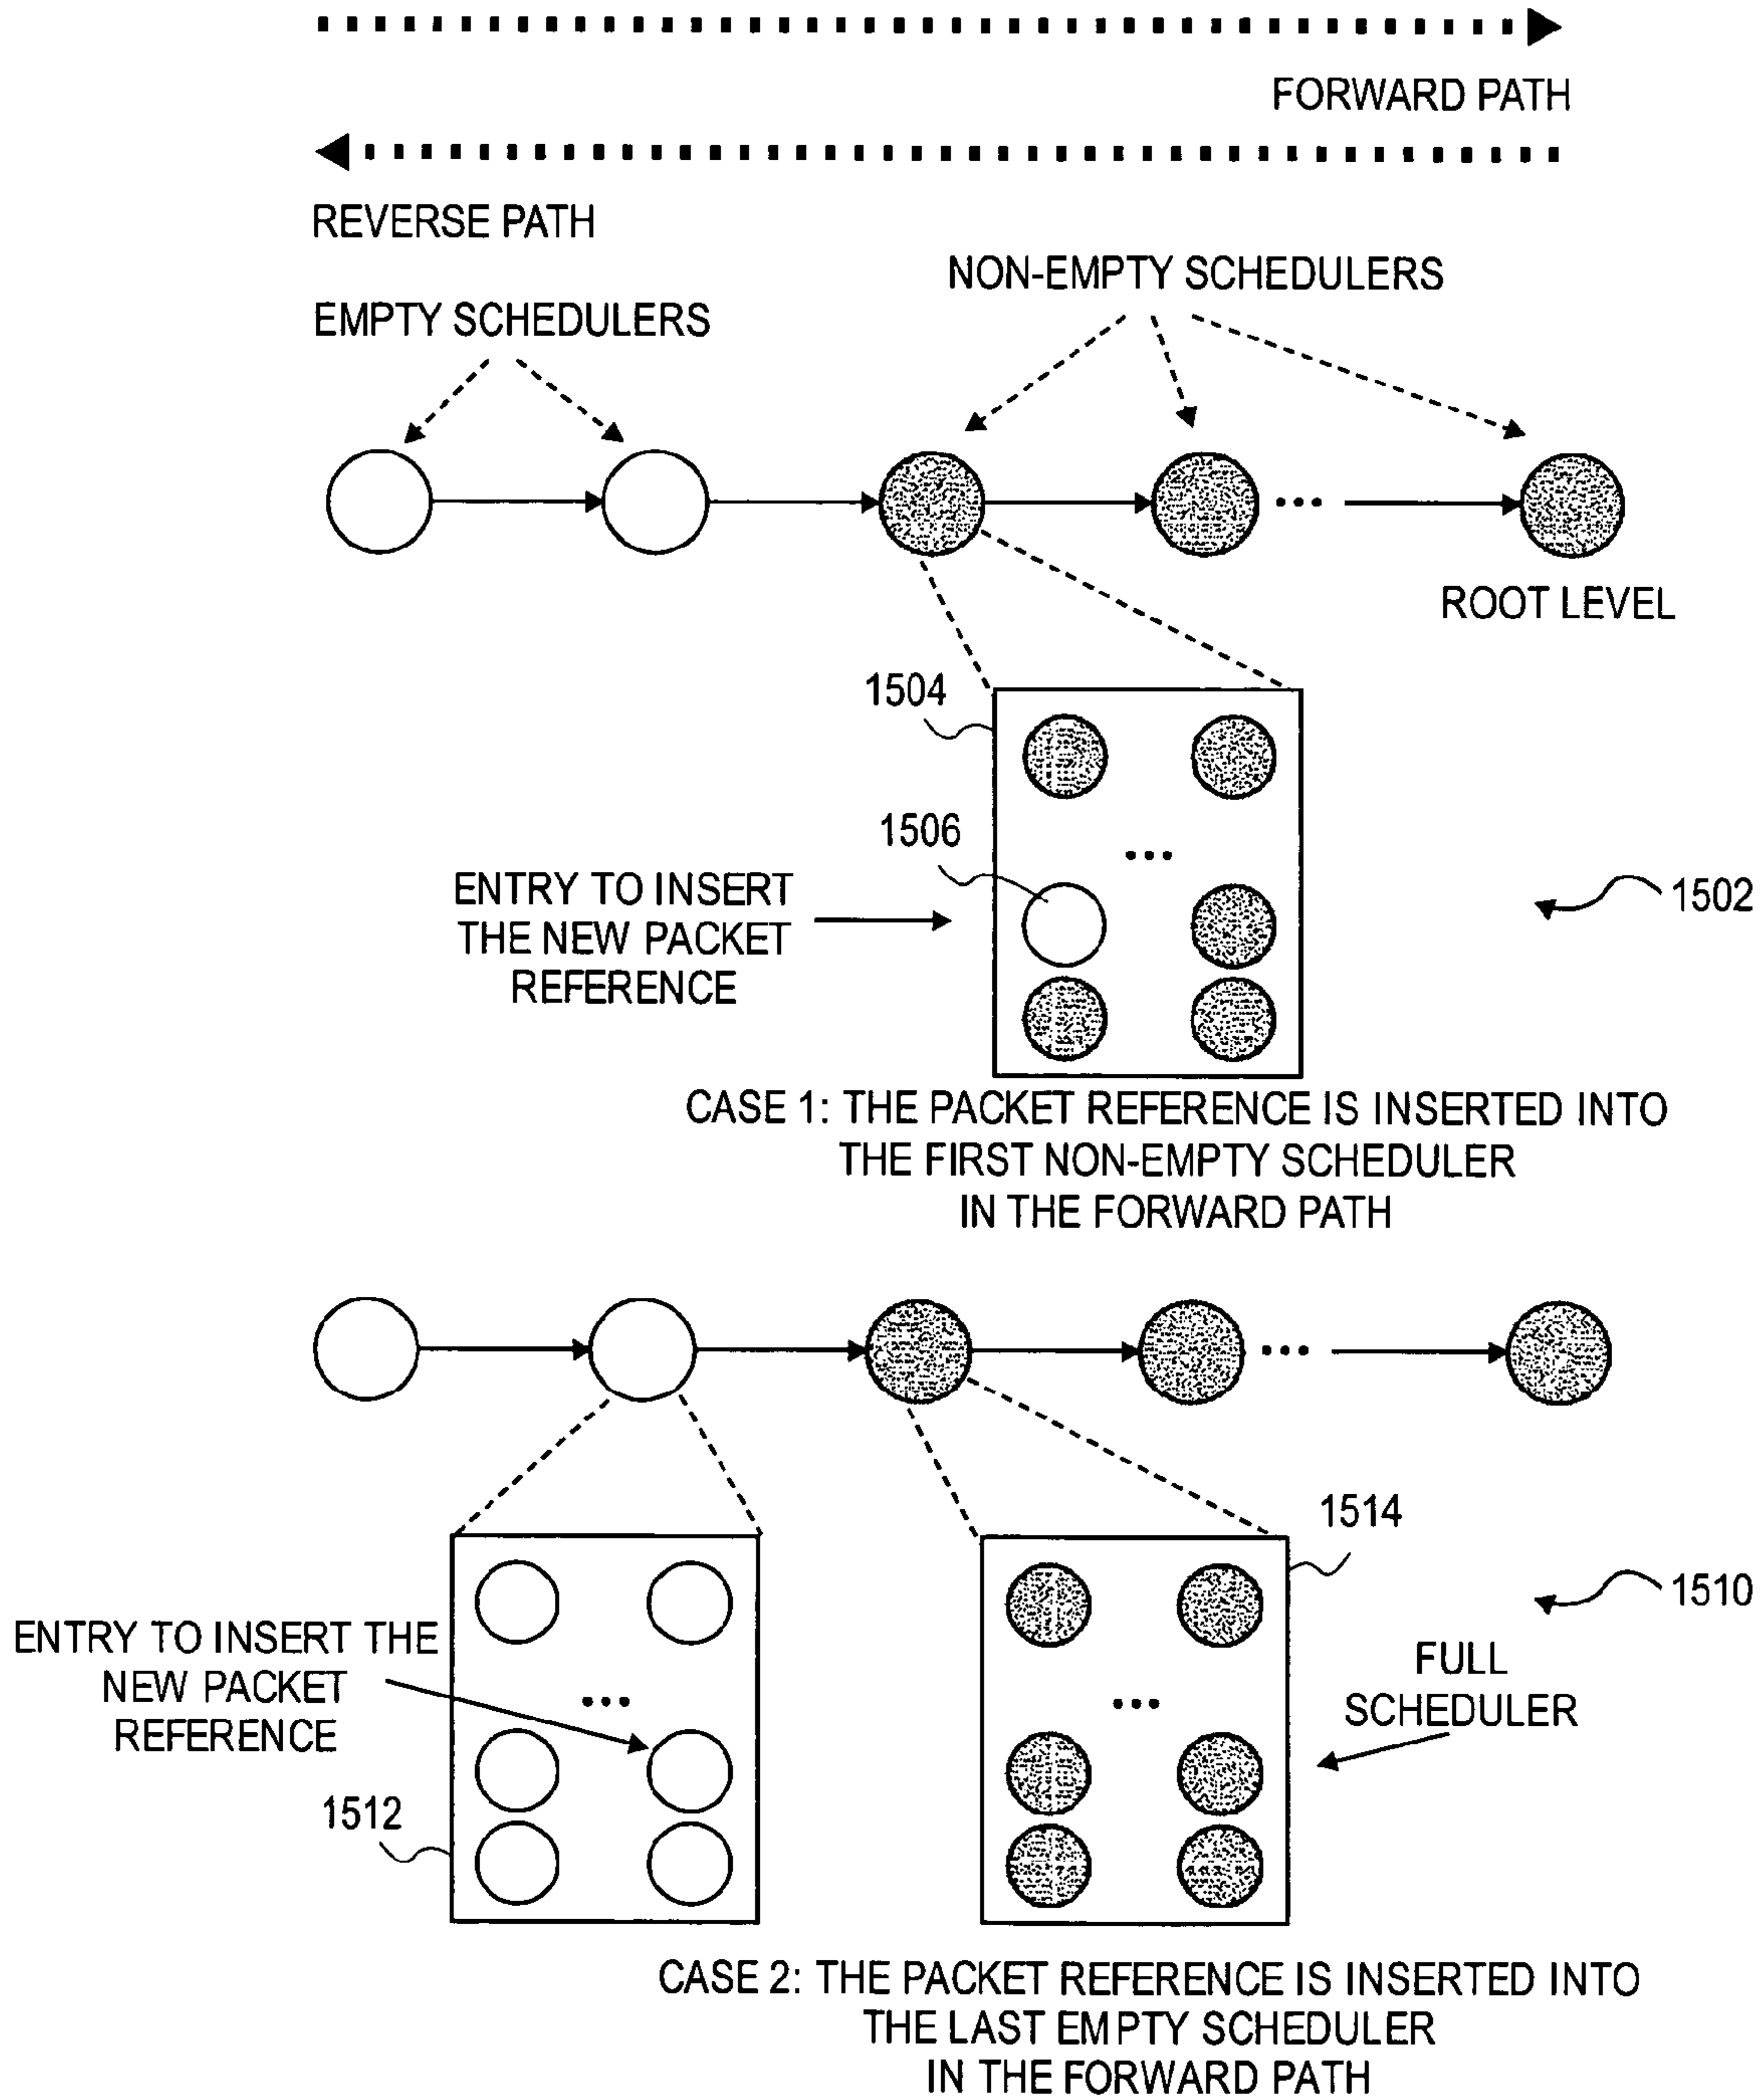 FORWARD PATH
REVERSE PATH
NON-EMPTY SCHEDULERS
EMPTY SCHEDULERS
...
ROOT LEVEL
1504
1506
...
ENTRY TO INSERT
THE NEW PACKET
REFERENCE
1502
CASE 1: THE PACKET REFERENCE IS INSERTED INTO
THE FIRST NON-EMPTY SCHEDULER
IN THE FORWARD PATH
...
1514
1510
ENTRY TO INSERT THE
NEW PACKET
REFERENCE
...
...
FULL
SCHEDULER
1512
CASE 2: THE PACKET REFERENCE IS INSERTED INTO
THE LAST EMPTY SCHEDULER
IN THE FORWARD PATH